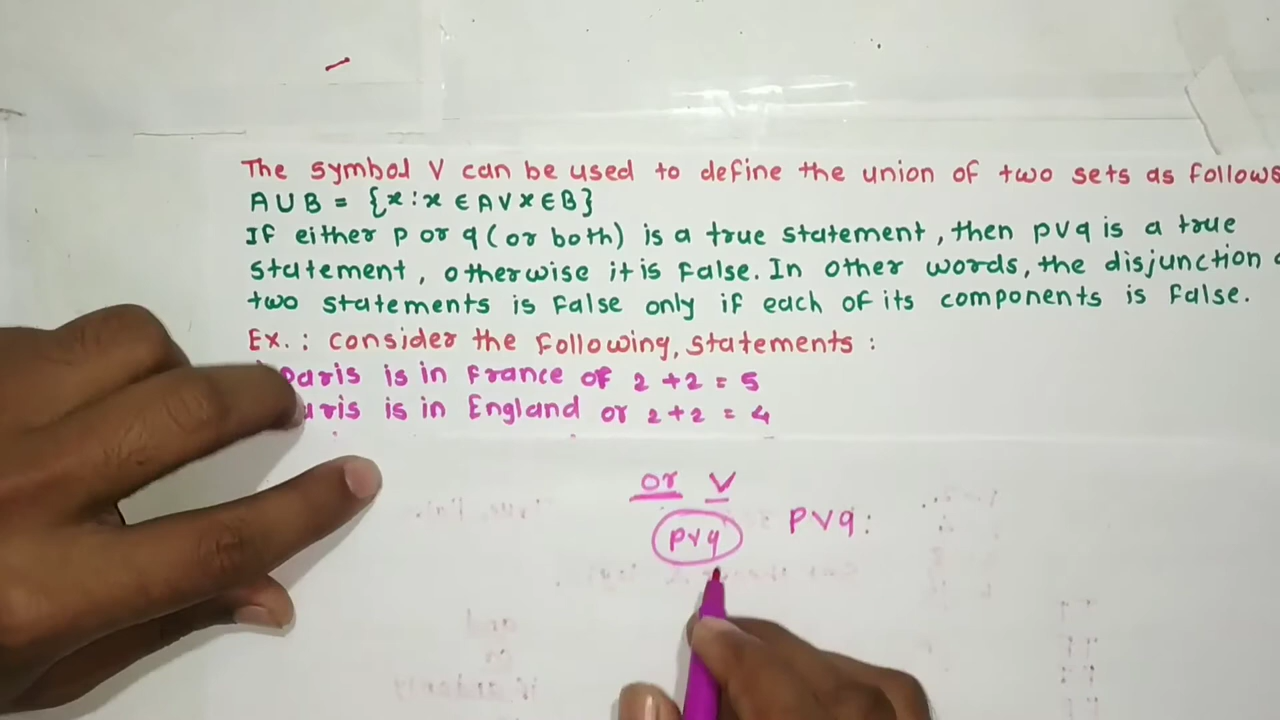 The symbol V can be used to define the union of two sets as follows
A U B = {x : x ∈ A V x ∈ B}
If either p or q (or both) is a true statement, then p v q is a true
statement, otherwise it is false. In other words, the disjunction
two statements is false only if each of its components is false.
Ex. : consider the following, statements :
paris is in france of 2 + 2 = 5
is in England or 2 + 2 = 4
or V
p v q p v q :